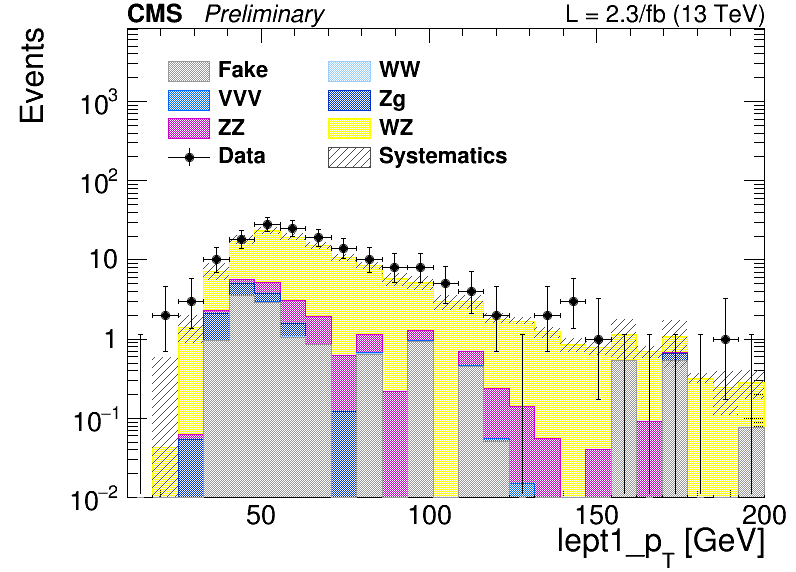 CMS Preliminary L = 2.3/fb (13 TeV)
Events
Fake WW
VVV Zg
ZZ WZ
Data Systematics
10³
10²
10
1
10⁻¹
10⁻²
50 100 150 200
lept1_p_T [GeV]